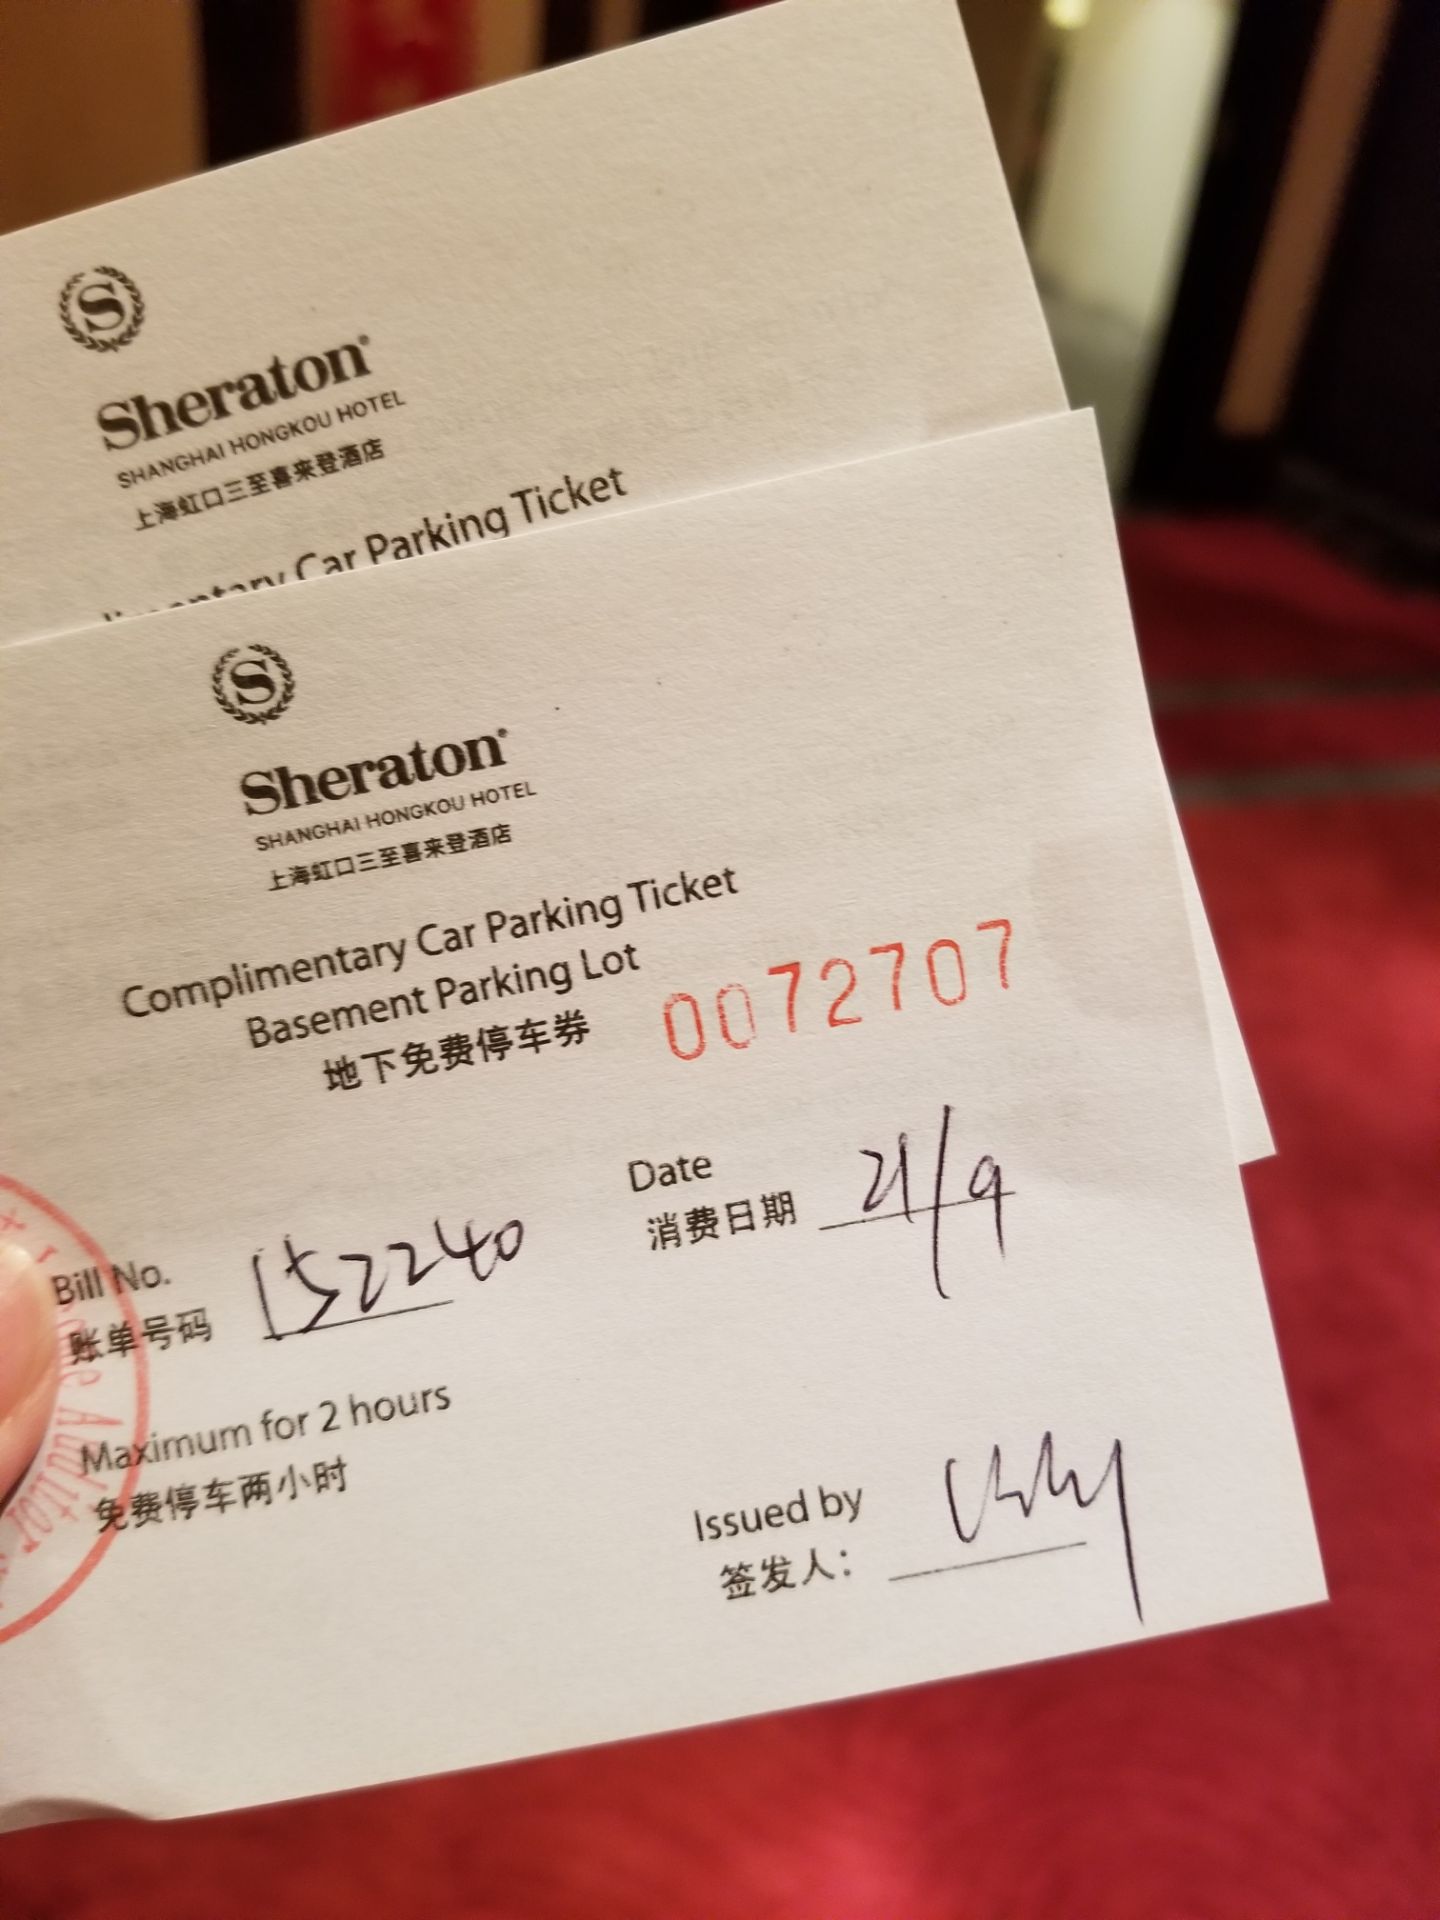 S
Sheraton
SHANGHAI HONGKOU HOTEL
上海虹口三至喜来登酒店
Car Parking Ticket
S
Sheraton
SHANGHAI HONGKOU HOTEL
上海虹口三至喜来登酒店
Complimentary Car Parking Ticket
Basement Parking Lot
地下免费停车券
0072707
Date
消费日期 21/9
Bill No.
账单号码 152240
Maximum for 2 hours
免费停车两小时
Auditor
Issued by
签发人：